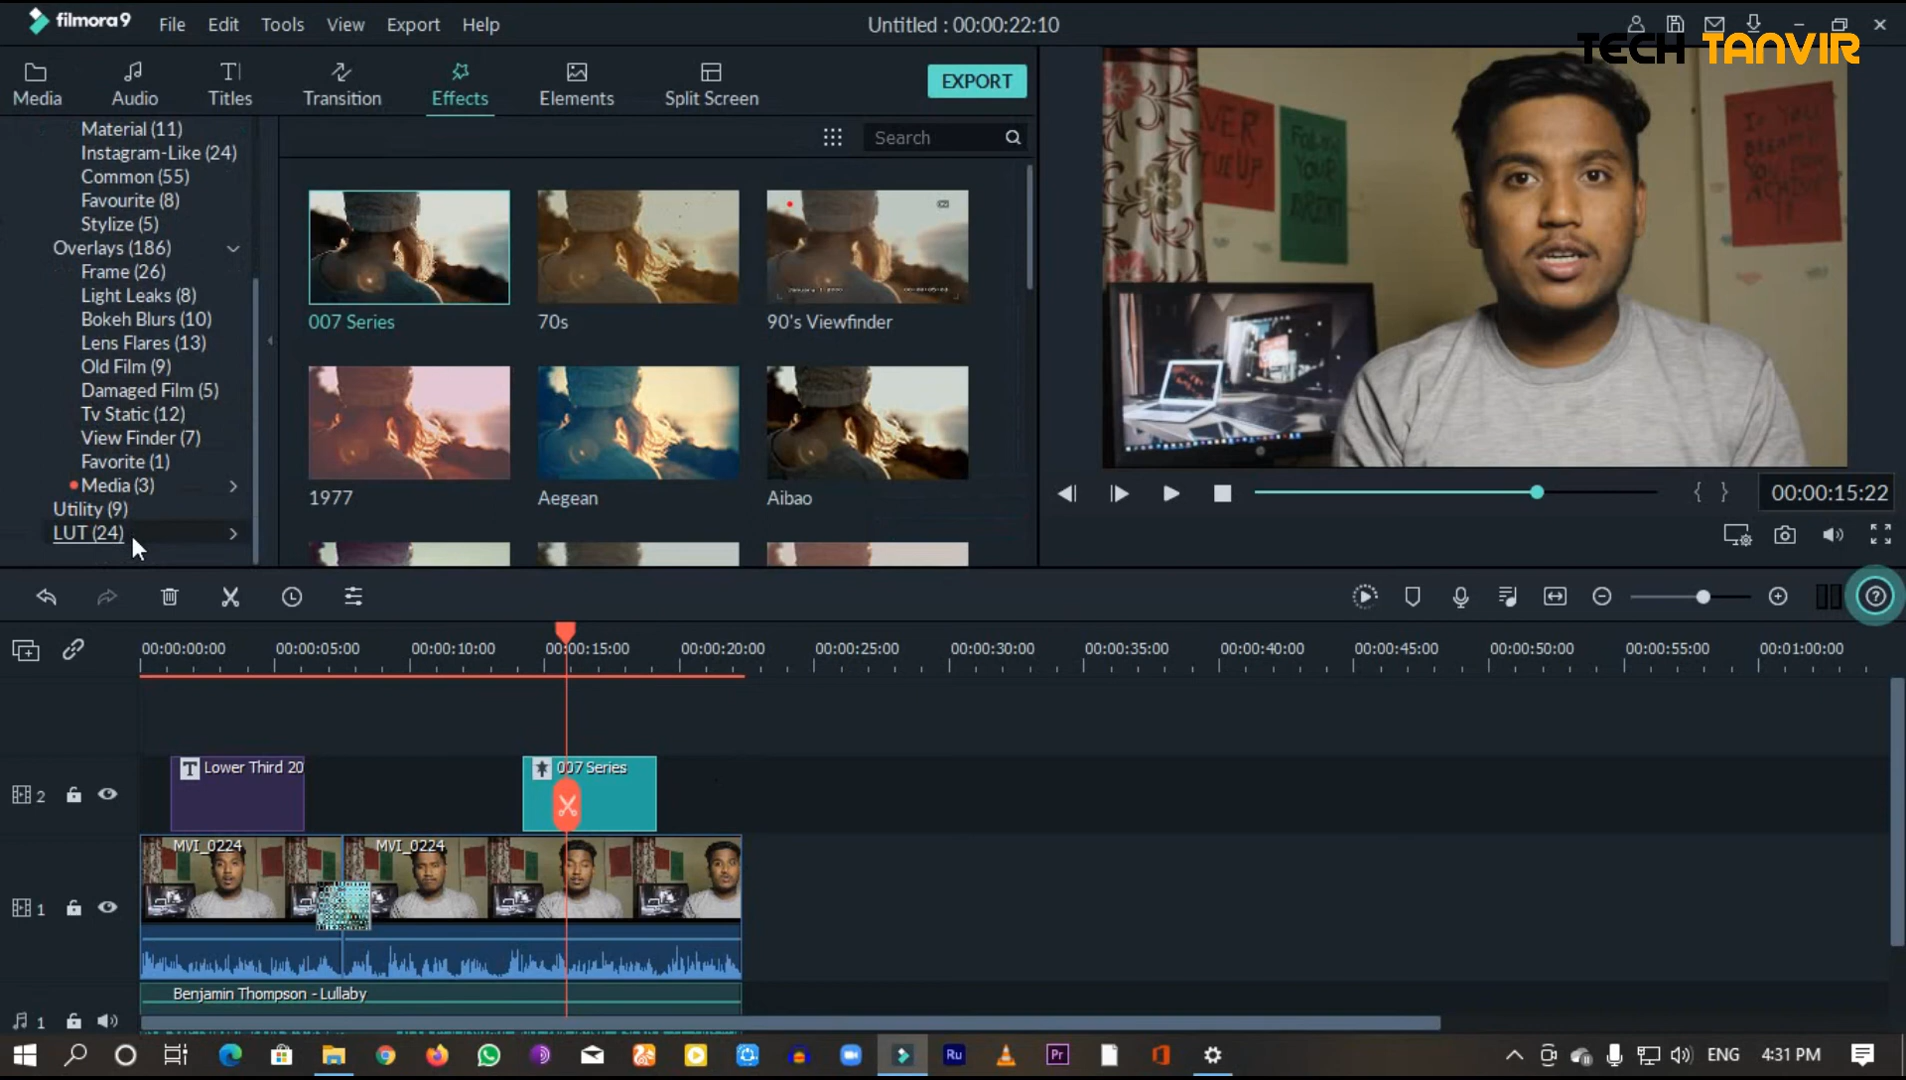 filmora9
File Edit Tools View Export Help
Untitled : 00:00:22:10
TECH TANVIR
Media
Audio
Titles
Transition
Effects
Elements
Split Screen
EXPORT
Material (11)
Instagram-Like (24)
Common (55)
Favourite (8)
Stylize (5)
Overlays (186)
Frame (26)
Light Leaks (8)
Bokeh Blurs (10)
Lens Flares (13)
Old Film (9)
Damaged Film (5)
Tv Static (12)
View Finder (7)
Favorite (1)
Media (3)
Utility (9)
LUT (24)
Search
007 Series
70s
90's Viewfinder
1977
Aegean
Aibao
FOLLOW
YOUR
00:00:15:22
00:00:00:00 00:00:05:00 00:00:10:00 00:00:15:00 00:00:20:00 00:00:25:00 00:00:30:00 00:00:35:00 00:00:40:00 00:00:45:00 00:00:50:00 00:00:55:00 00:01:00:00
2
Lower Third 20
007 Series
1
MVI_0224
MVI_0224
Benjamin Thompson - Lullaby
1
Ru
Pr
ENG
4:31 PM